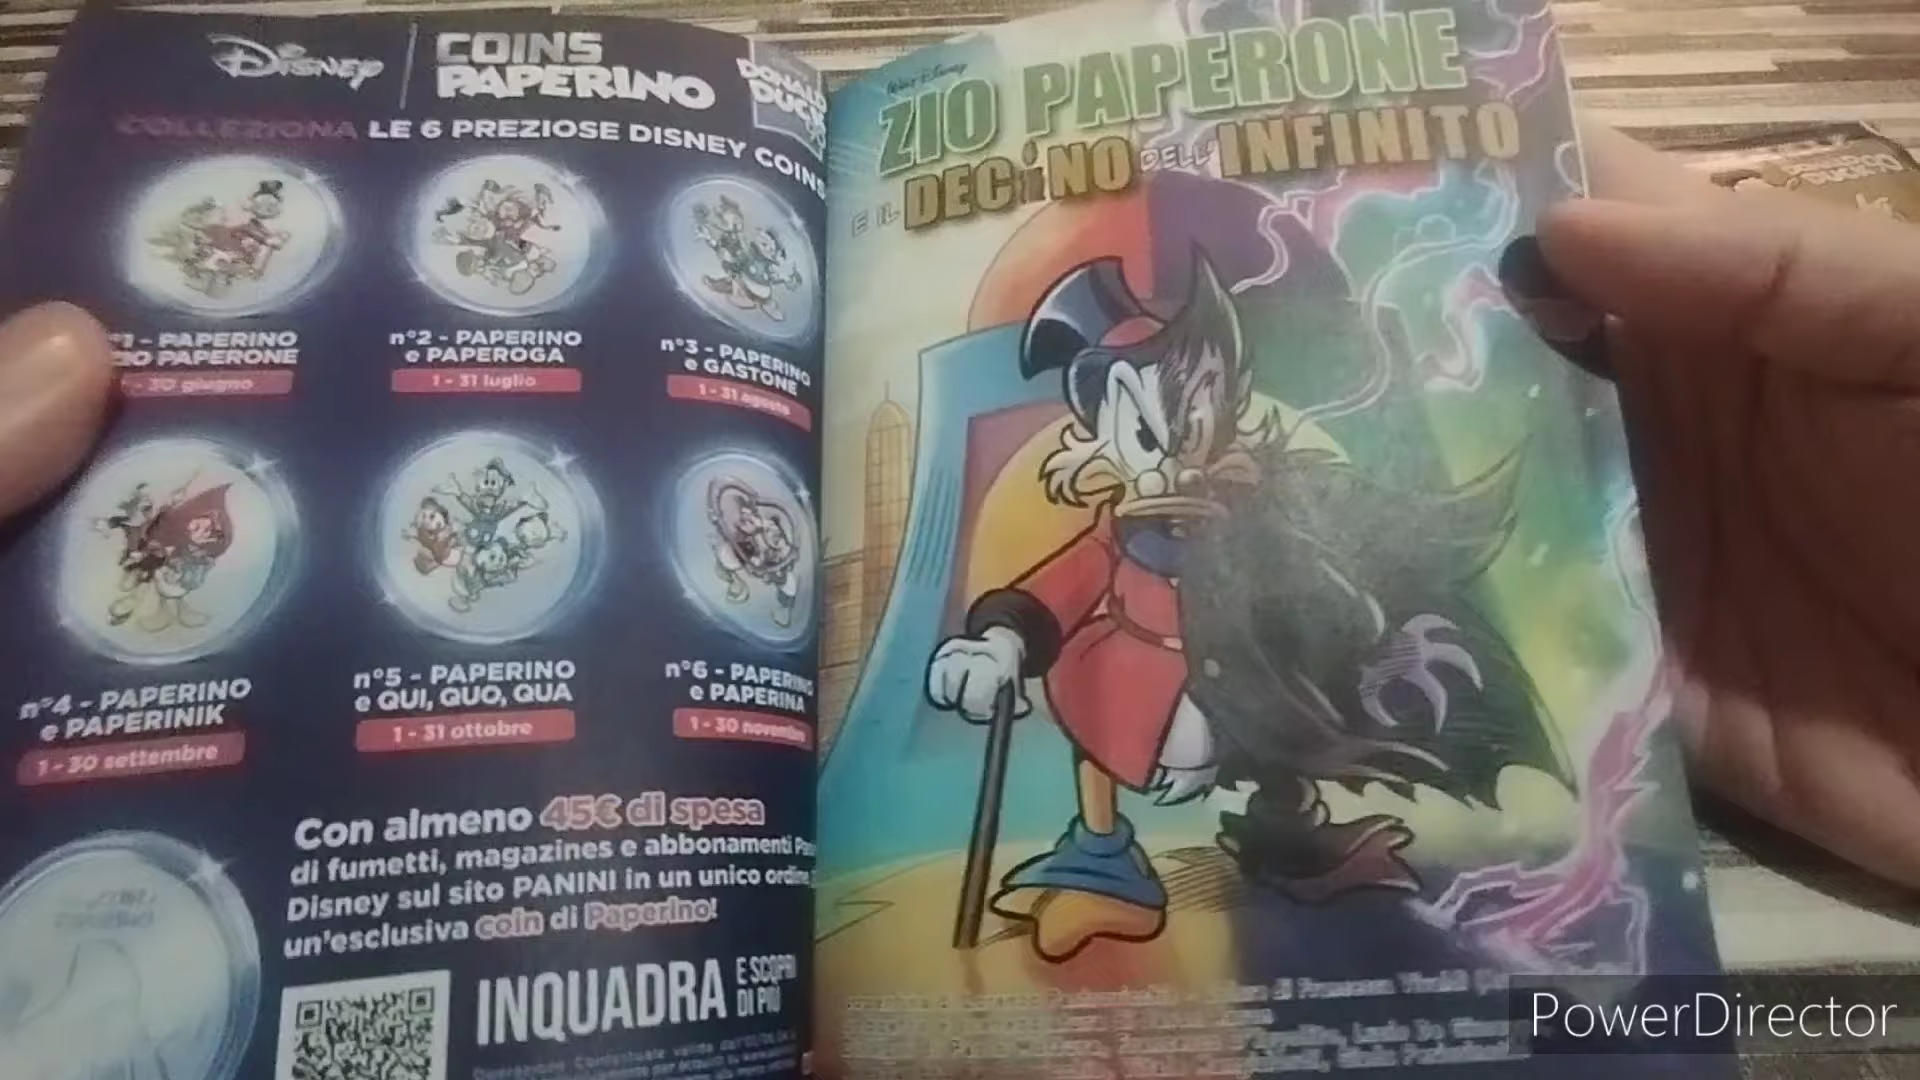 Disney
COINS
PAPERINO
DONALD
DUCK
COLLEZIONA LE 6 PREZIOSE DISNEY COINS
PAPERINO
ZIO PAPERONE
30 giugno
n°2 - PAPERINO
e PAPEROGA
1 - 31 luglio
n°3 - PAPERINO
e GASTONE
1 - 31 agosto
n°4 - PAPERINO
e PAPERINIK
1 - 30 settembre
n°5 - PAPERINO
e QUI, QUO, QUA
1 - 31 ottobre
n°6 - PAPERINO
e PAPERINA
1 - 30 novembre
Con almeno 45€ di spesa
di fumetti, magazines e abbonamenti
Disney sul sito PANINI in un unico ordine
un'esclusiva coin di Paperino!
INQUADRA E SCOPRI
DI PIÙ
Walt Disney
ZIO PAPERONE
E IL DECINO DELL'INFINITO
PowerDirector